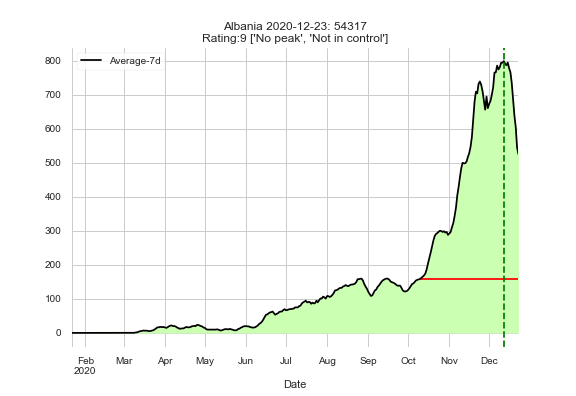 Albania 2020-12-23: 54317
Rating:9 ['No peak', 'Not in control']
Average-7d
800
700
600
500
400
300
200
100
0
Feb Mar Apr May Jun Jul Aug Sep Oct Nov Dec
2020
Date